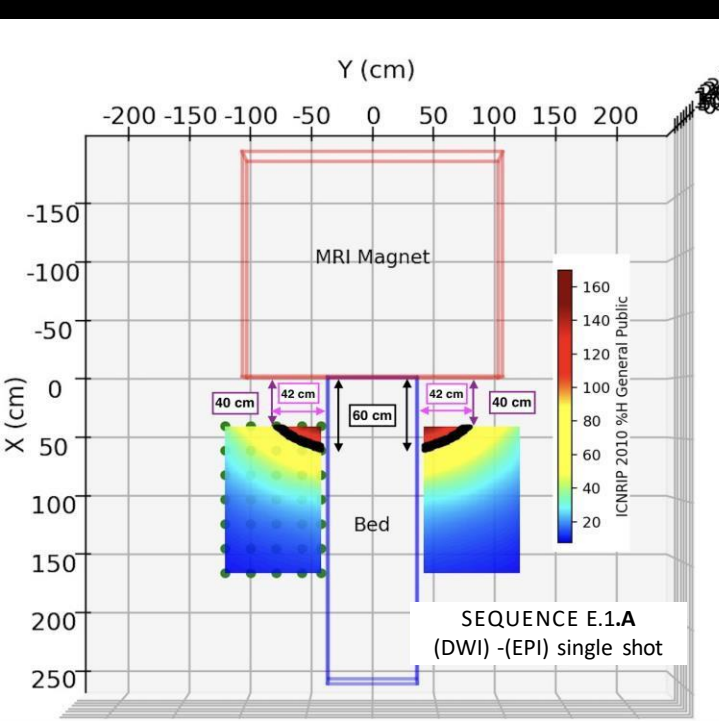 Y (cm)
-200 -150 -100 -50 0 50 100 150 200
-150
-100
-50
0
50
100
150
200
250
X (cm)
MRI Magnet
40 cm
42 cm
60 cm
42 cm
40 cm
Bed
160
140
120
100
80
60
40
20
ICNRIP 2010 %H General Public
SEQUENCE E.1.A
(DWI) -(EPI) single shot